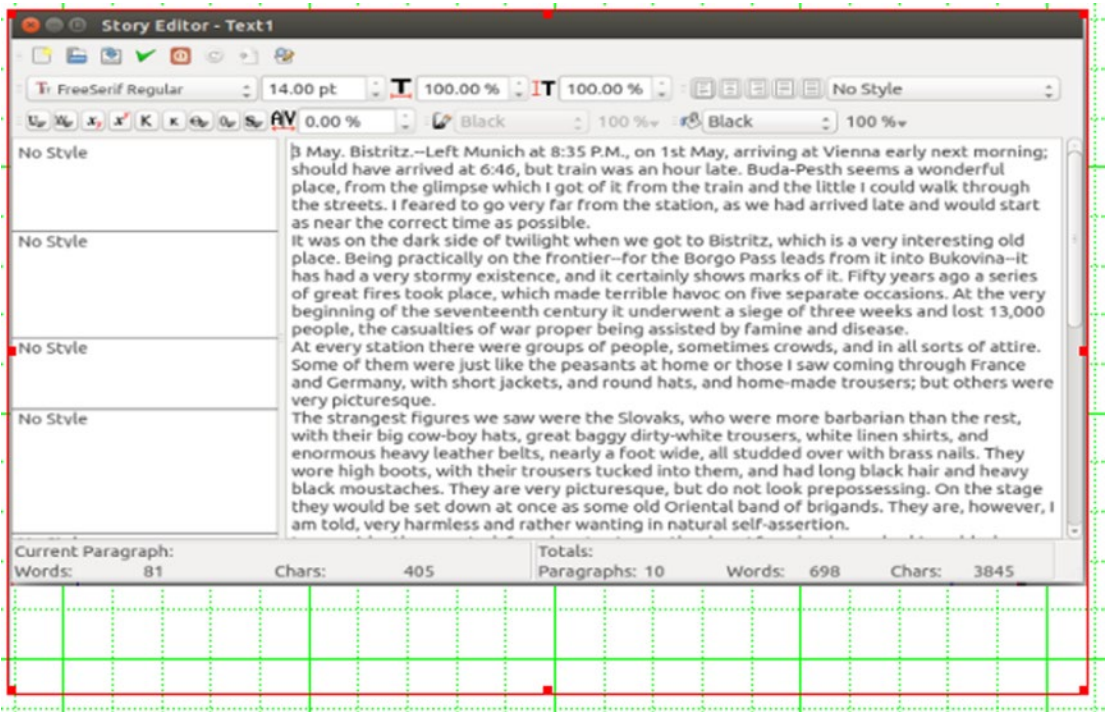 Story Editor - Text1
FreeSerif Regular 14.00 pt 100.00 % 100.00 % No Style
0.00 % Black 100 % Black 100 %
No Style
3 May. Bistritz.--Left Munich at 8:35 P.M., on 1st May, arriving at Vienna early next morning;
should have arrived at 6:46, but train was an hour late. Buda-Pesth seems a wonderful
place, from the glimpse which I got of it from the train and the little I could walk through
the streets. I feared to go very far from the station, as we had arrived late and would start
as near the correct time as possible.
No Style
It was on the dark side of twilight when we got to Bistritz, which is a very interesting old
place. Being practically on the frontier--for the Borgo Pass leads from it into Bukovina--it
has had a very stormy existence, and it certainly shows marks of it. Fifty years ago a series
of great fires took place, which made terrible havoc on five separate occasions. At the very
beginning of the seventeenth century it underwent a siege of three weeks and lost 13,000
people, the casualties of war proper being assisted by famine and disease.
No Style
At every station there were groups of people, sometimes crowds, and in all sorts of attire.
Some of them were just like the peasants at home or those I saw coming through France
and Germany, with short jackets, and round hats, and home-made trousers; but others were
very picturesque.
No Style
The strangest figures we saw were the Slovaks, who were more barbarian than the rest,
with their big cow-boy hats, great baggy dirty-white trousers, white linen shirts, and
enormous heavy leather belts, nearly a foot wide, all studded over with brass nails. They
wore high boots, with their trousers tucked into them, and had long black hair and heavy
black moustaches. They are very picturesque, but do not look prepossessing. On the stage
they would be set down at once as some old Oriental band of brigands. They are, however, I
am told, very harmless and rather wanting in natural self-assertion.
Current Paragraph: Totals:
Words: 81 Chars: 405 Paragraphs: 10 Words: 698 Chars: 3845